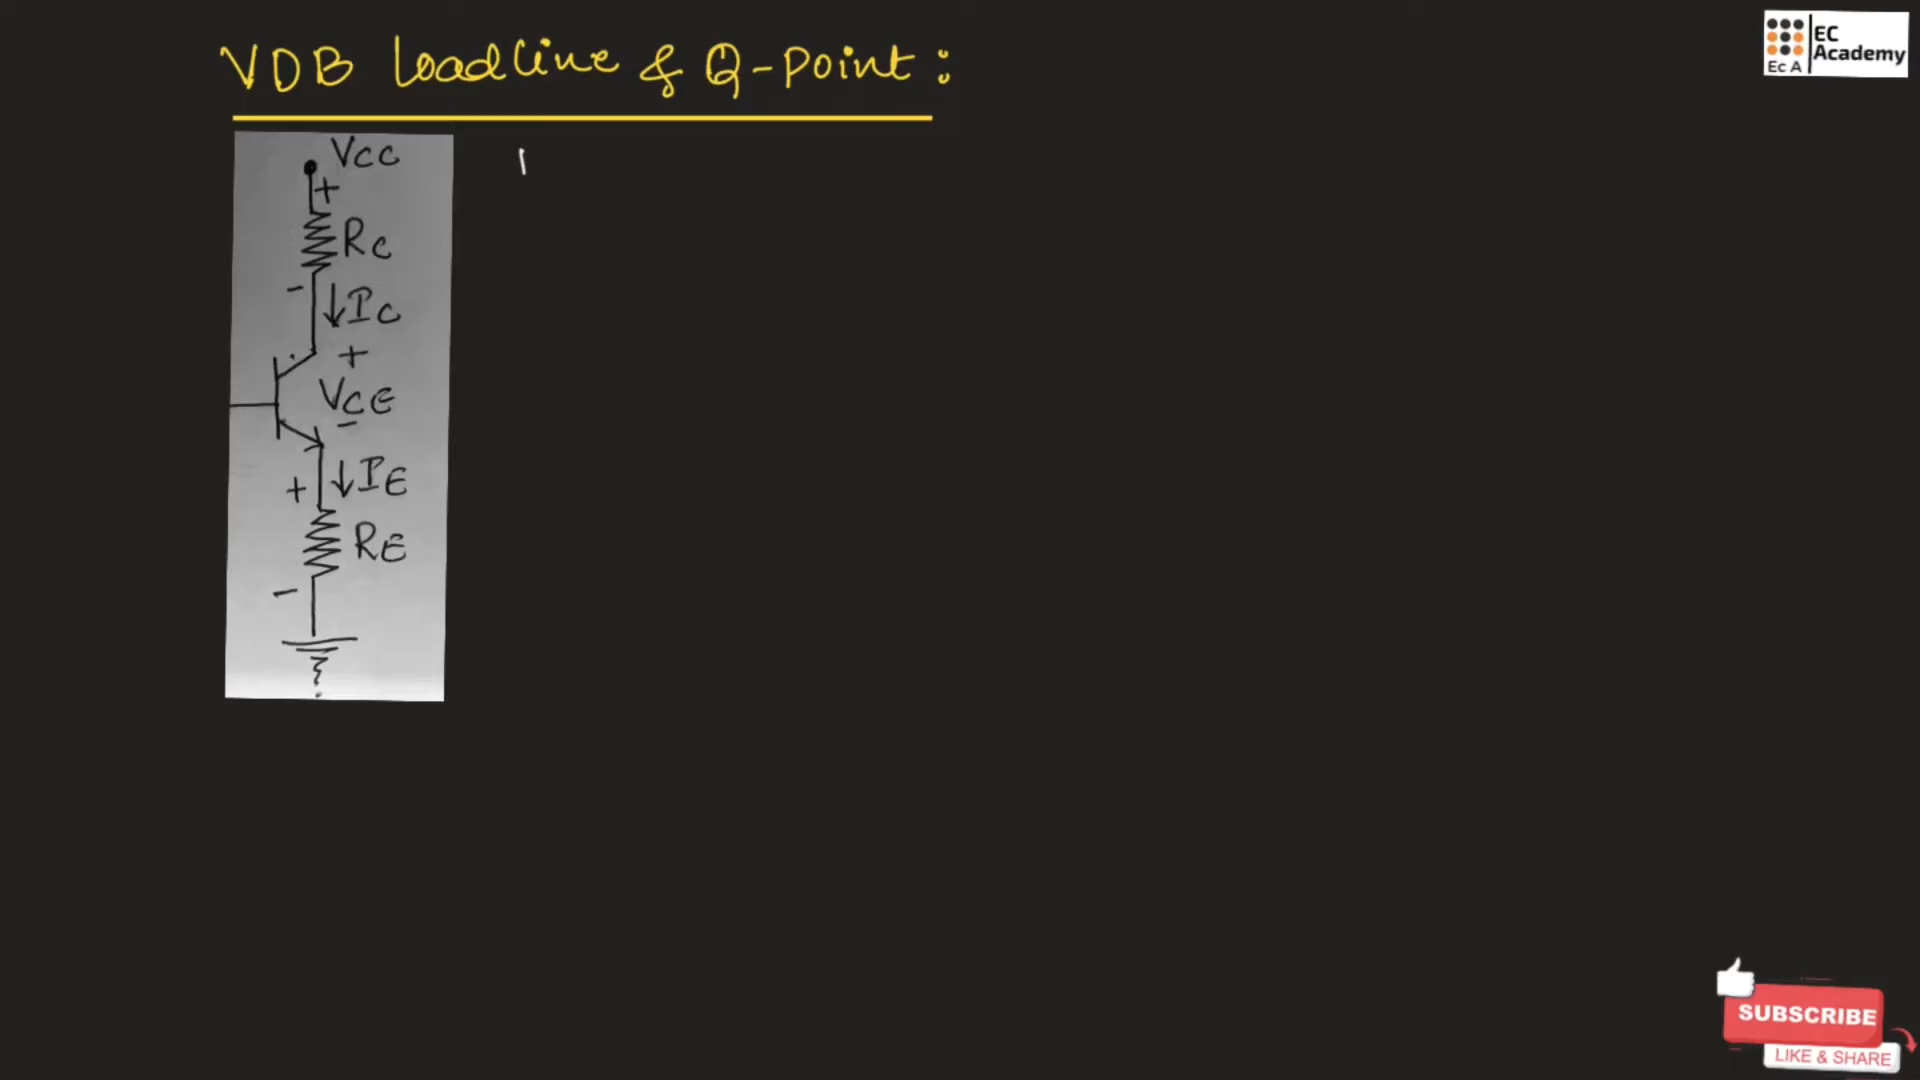 VDB Loadline & Q-Point :
EC
Academy
Ec A
VCC
+
RC
-
↓IC
+
VCE
-
+ ↓IE
RE
-
SUBSCRIBE
LIKE & SHARE